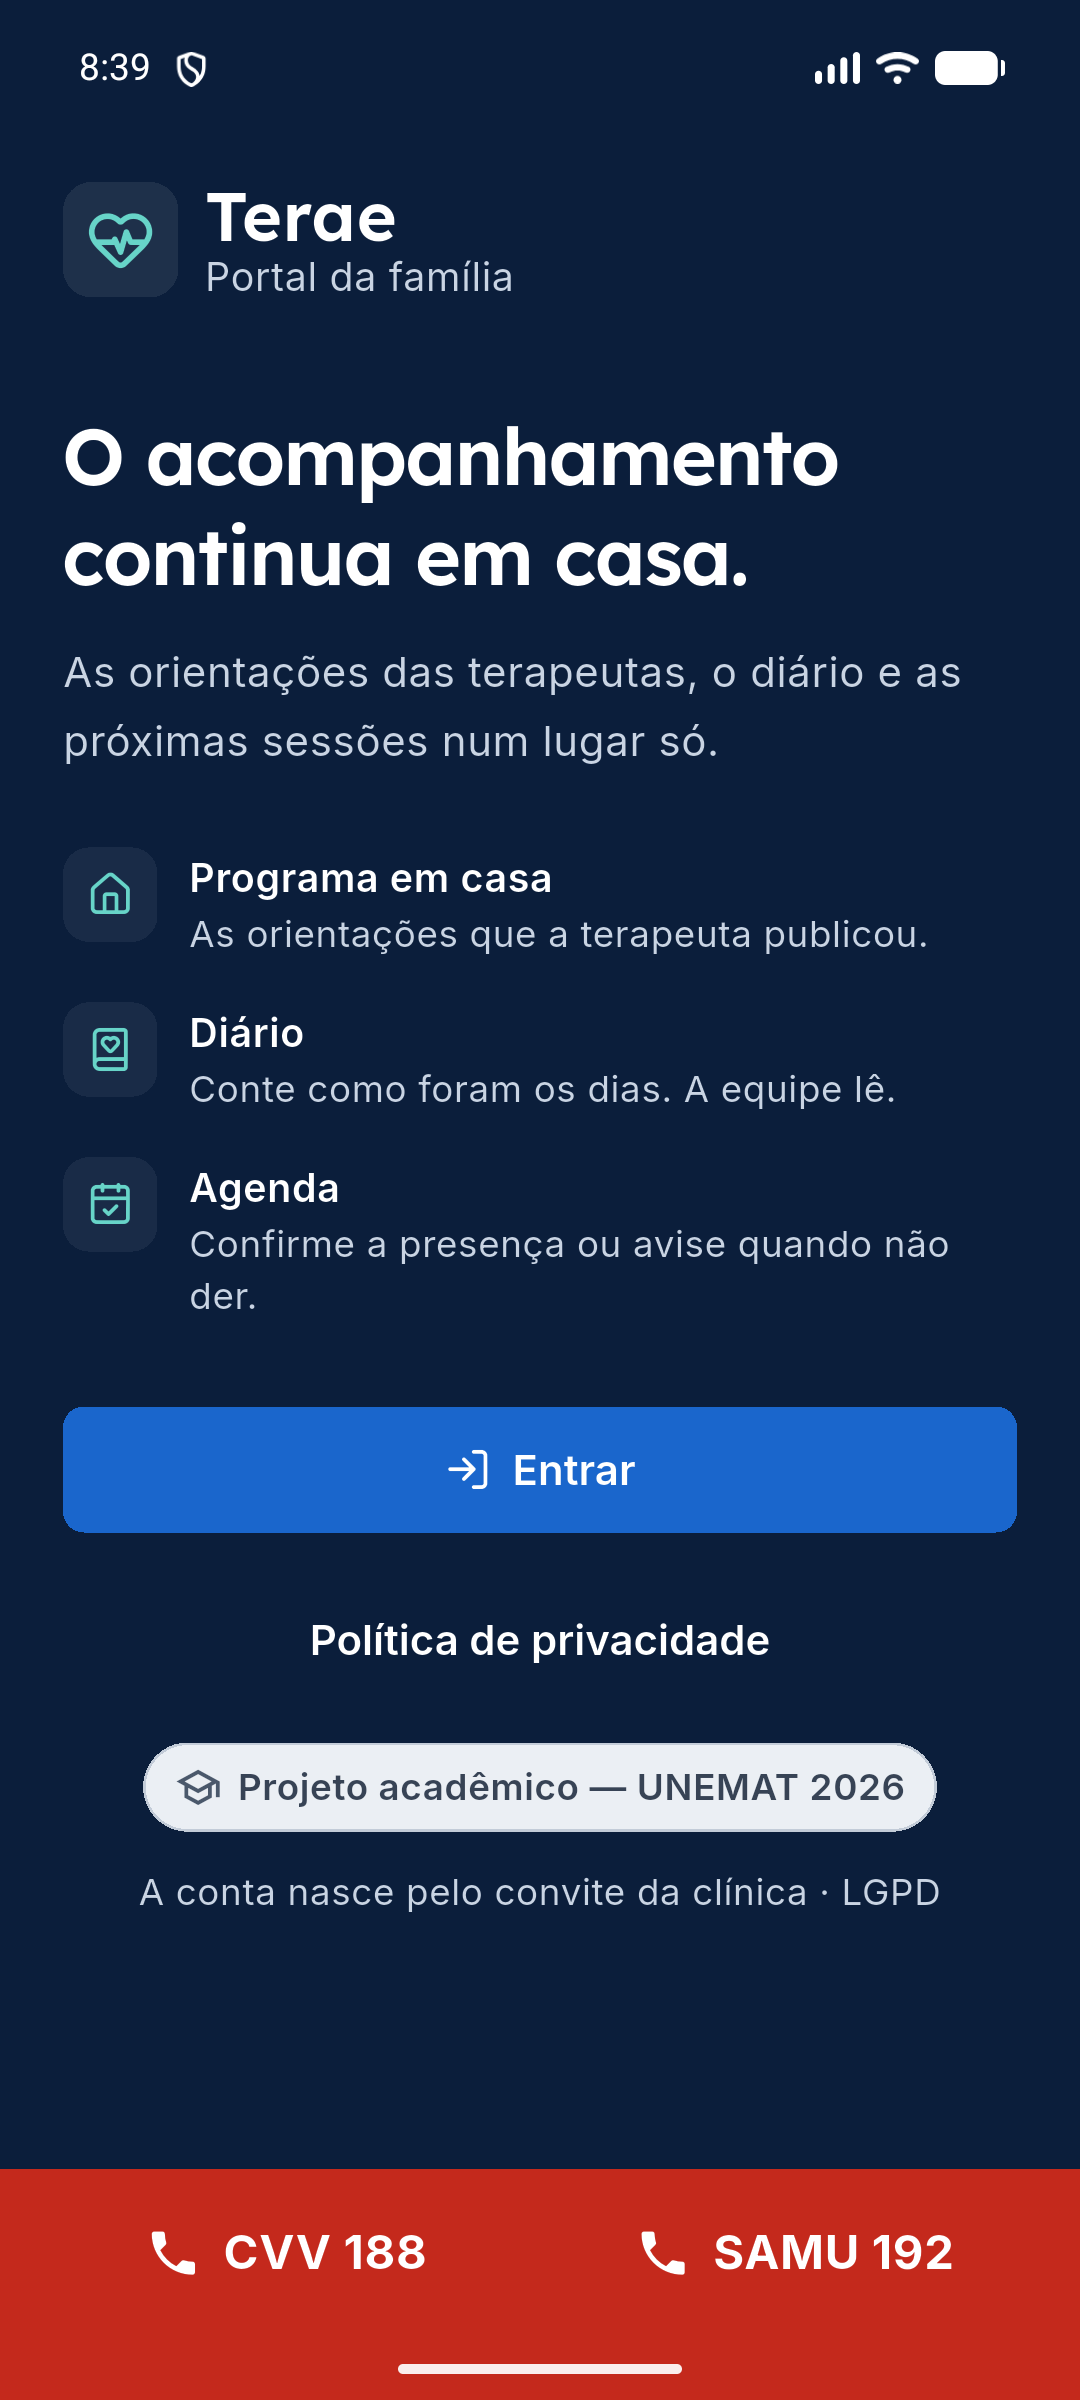 8:39
Terae
Portal da família
O acompanhamento
continua em casa.
As orientações das terapeutas, o diário e as
próximas sessões num lugar só.
Programa em casa
As orientações que a terapeuta publicou.
Diário
Conte como foram os dias. A equipe lê.
Agenda
Confirme a presença ou avise quando não
der.
Entrar
Política de privacidade
Projeto acadêmico — UNEMAT 2026
A conta nasce pelo convite da clínica · LGPD
CVV 188
SAMU 192